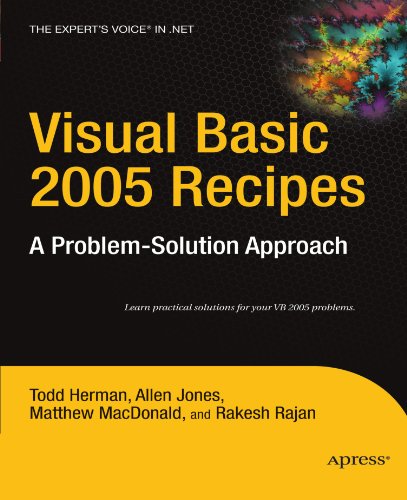 THE EXPERT'S VOICE® IN .NET
Visual Basic
2005 Recipes
A Problem-Solution Approach
Learn practical solutions for your VB 2005 problems.
Todd Herman, Allen Jones,
Matthew MacDonald, and Rakesh Rajan
Apress®